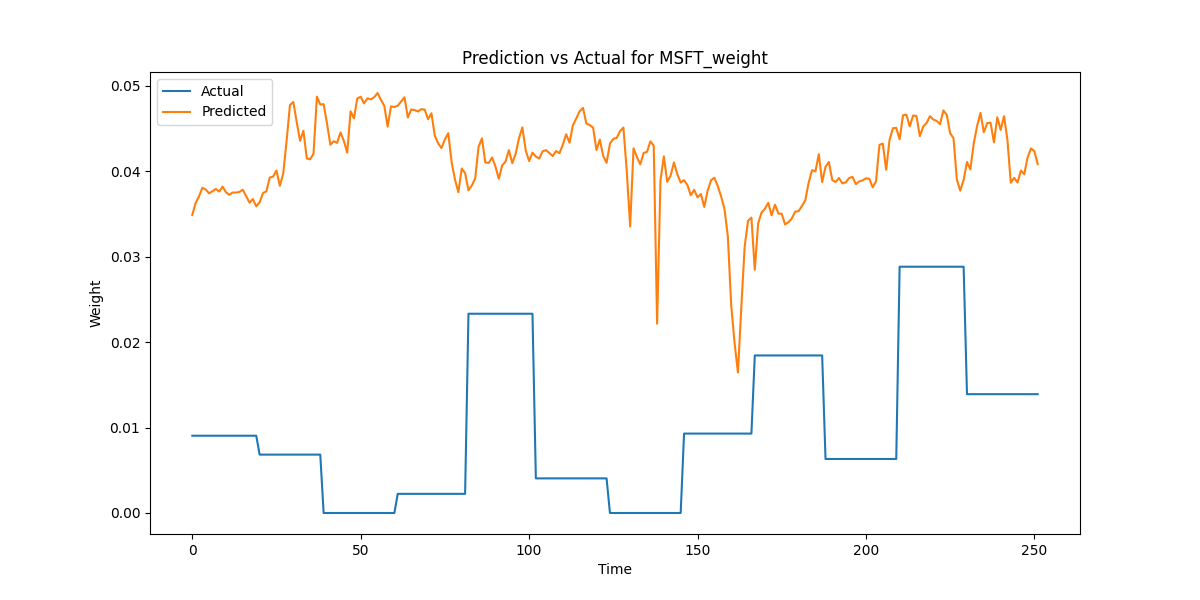 Prediction vs Actual for MSFT_weight
Actual
Predicted
0.05
0.04
0.03
0.02
0.01
0.00
Weight
0 50 100 150 200 250
Time